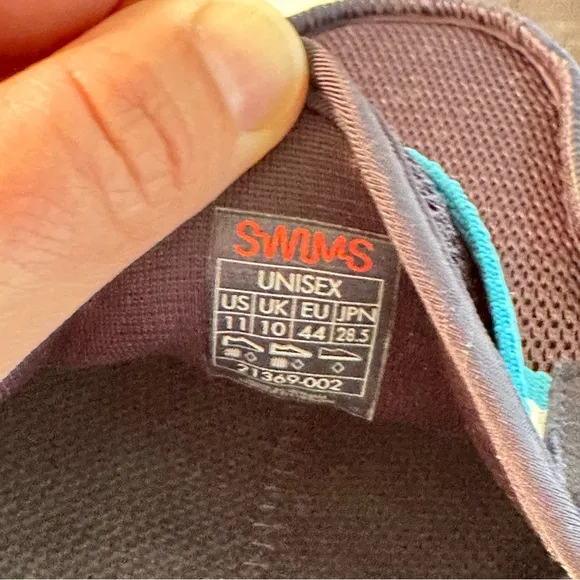 SWIMS
UNISEX
US UK EU JPN
11 10 44 28.5
21369-002